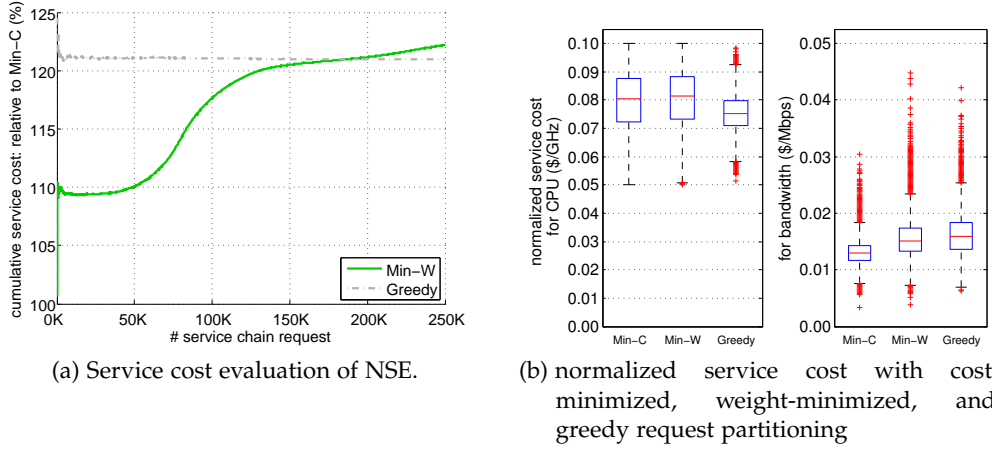 cumulative service cost: relative to Min−C (%)
125
120
115
110
105
100
0K 50K 100K 150K 200K 250K
# service chain request
Min−W
Greedy
(a) Service cost evaluation of NSE.
normalized service cost
for CPU ($/GHz)
0.10
0.09
0.08
0.07
0.06
0.05
0.04
0.03
0.02
0.01
0.00
Min−C Min−W Greedy
for bandwidth ($/Mbps)
0.05
0.04
0.03
0.02
0.01
0.00
Min−C Min−W Greedy
(b) normalized service cost with cost
minimized, weight-minimized, and
greedy request partitioning